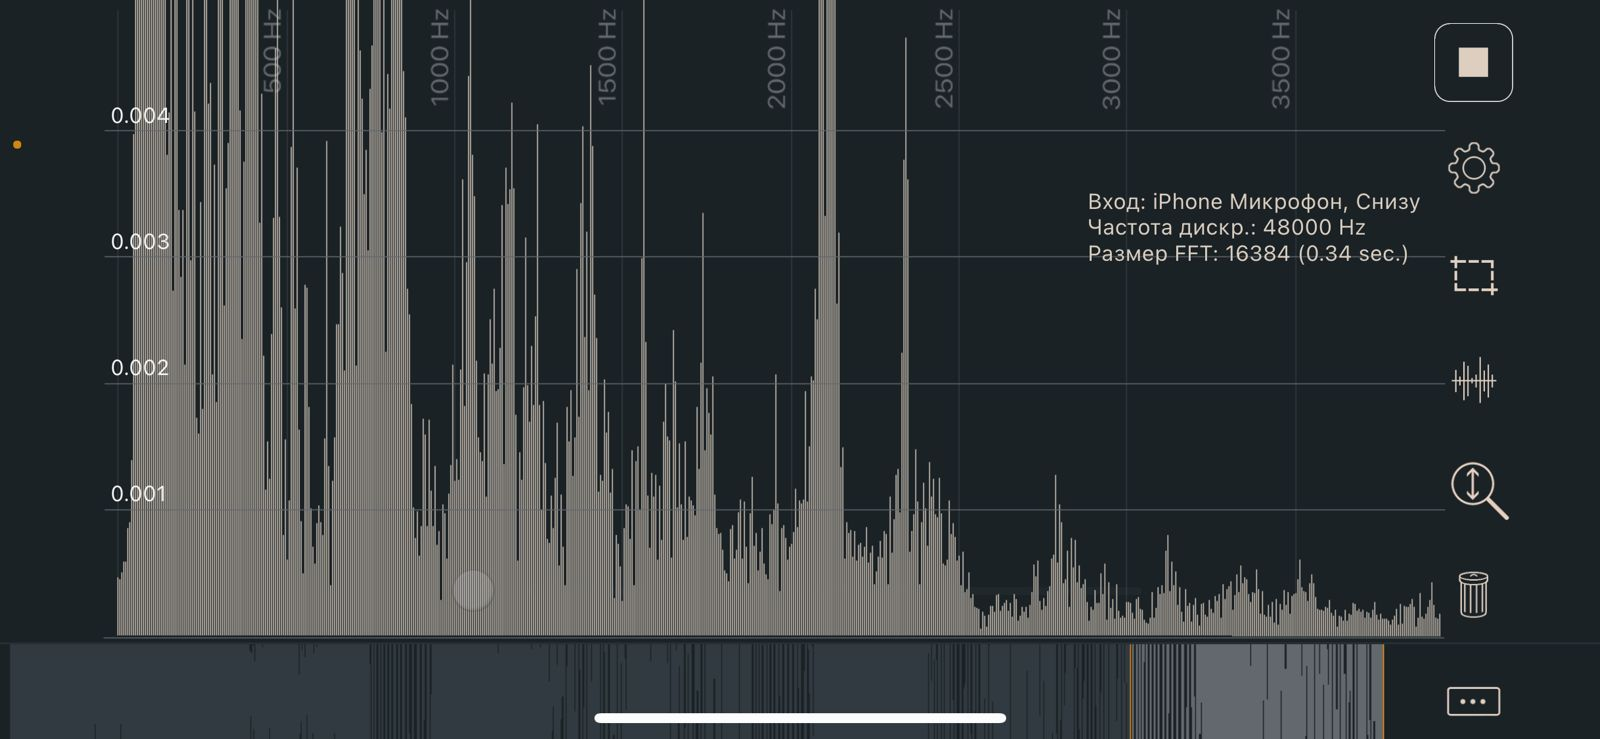 500 Hz
1000 Hz
1500 Hz
2000 Hz
2500 Hz
3000 Hz
3500 Hz
0.004
0.003
0.002
0.001
Вход: iPhone Микрофон, Снизу
Частота дискр.: 48000 Hz
Размер FFT: 16384 (0.34 sec.)